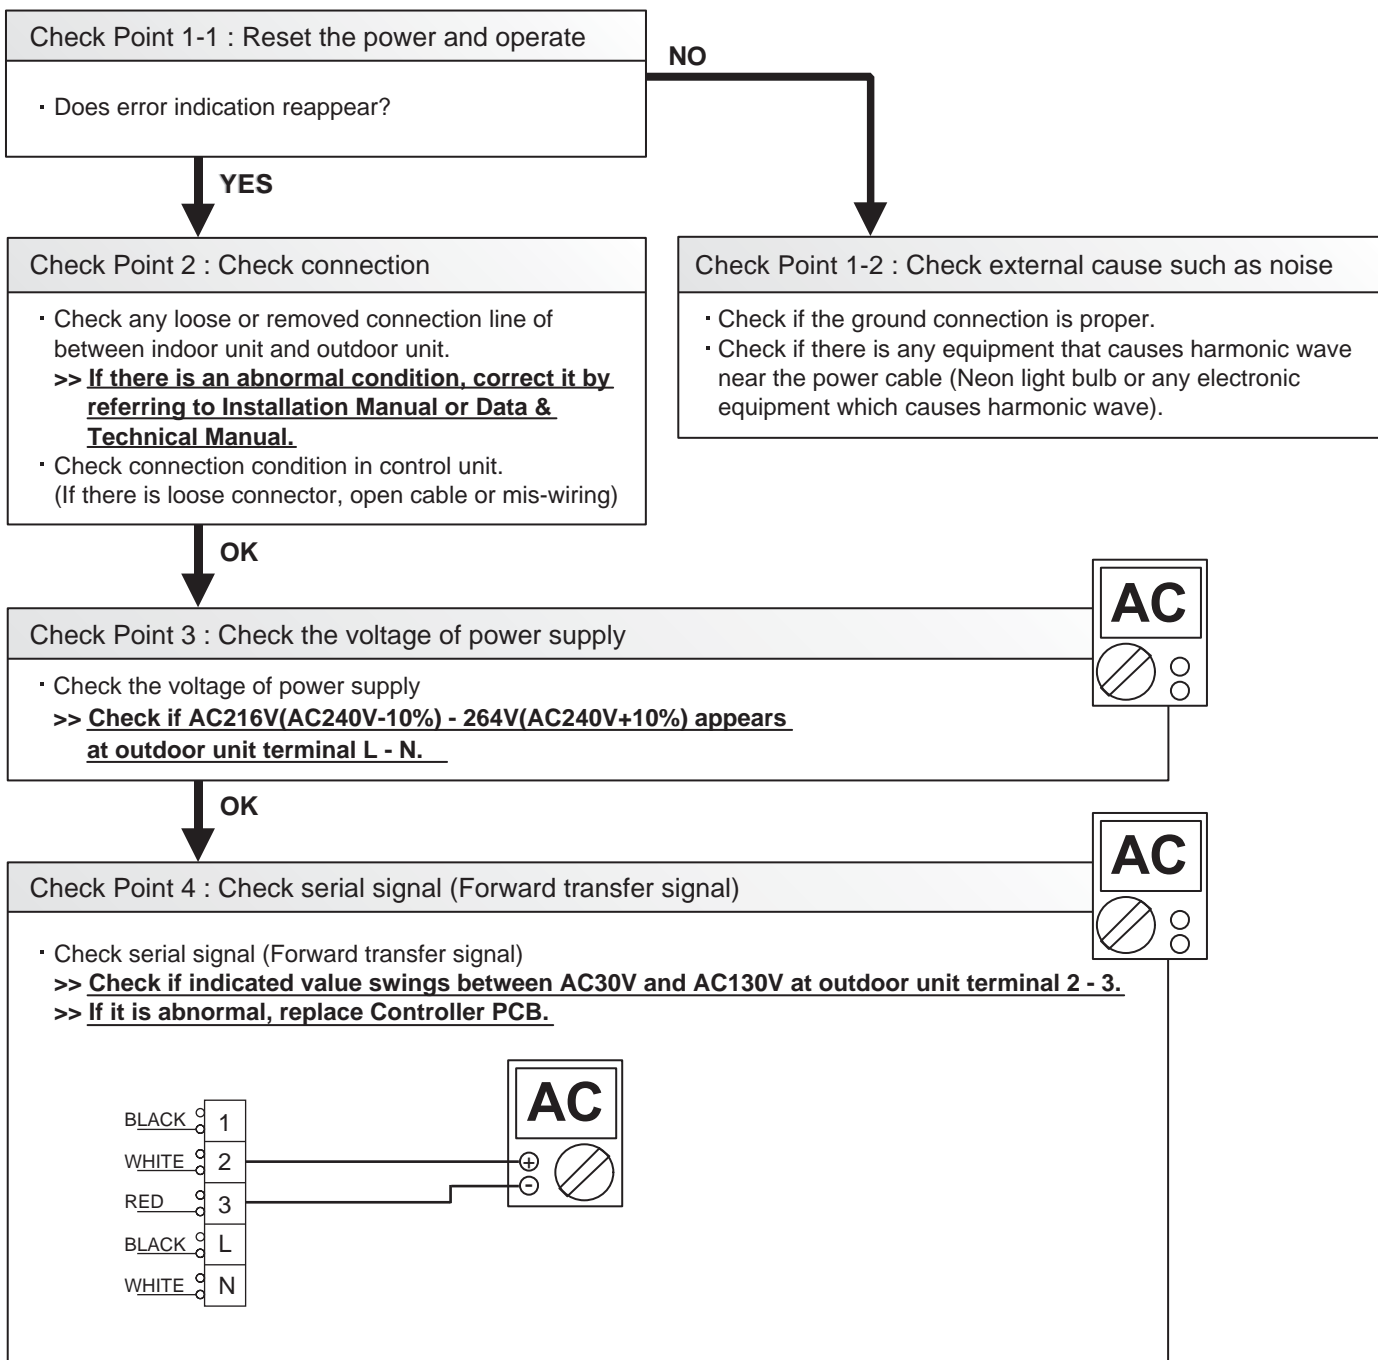 Check Point 1-1 : Reset the power and operate
· Does error indication reappear?
NO
YES
Check Point 2 : Check connection
· Check any loose or removed connection line of
between indoor unit and outdoor unit.
>> If there is an abnormal condition, correct it by
referring to Installation Manual or Data &
Technical Manual.
· Check connection condition in control unit.
(If there is loose connector, open cable or mis-wiring)
Check Point 1-2 : Check external cause such as noise
· Check if the ground connection is proper.
· Check if there is any equipment that causes harmonic wave
near the power cable (Neon light bulb or any electronic
equipment which causes harmonic wave).
OK
Check Point 3 : Check the voltage of power supply
AC
· Check the voltage of power supply
>> Check if AC216V(AC240V-10%) - 264V(AC240V+10%) appears
at outdoor unit terminal L - N.
OK
Check Point 4 : Check serial signal (Forward transfer signal)
AC
· Check serial signal (Forward transfer signal)
>> Check if indicated value swings between AC30V and AC130V at outdoor unit terminal 2 - 3.
>> If it is abnormal, replace Controller PCB.
AC
BLACK 1
WHITE 2 +
RED 3 -
BLACK L
WHITE N